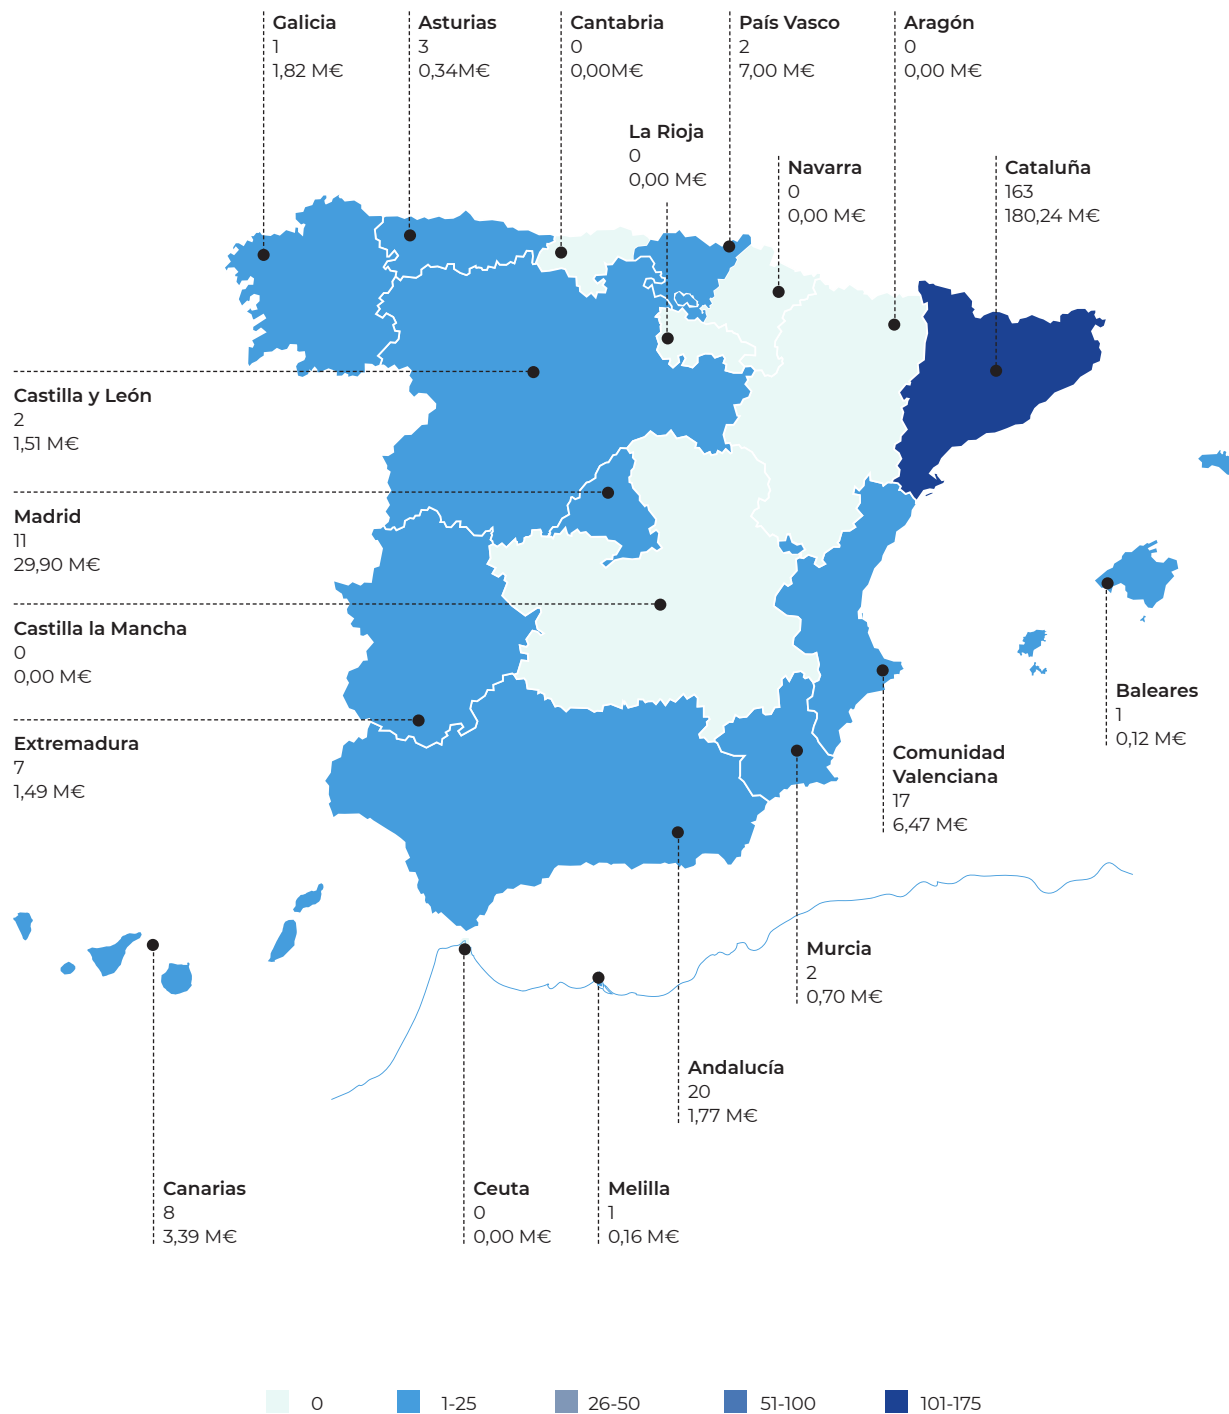 Galicia
1
1,82 M€
Asturias
3
0,34M€
Cantabria
0
0,00M€
País Vasco
2
7,00 M€
Aragón
0
0,00 M€
La Rioja
0
0,00 M€
Navarra
0
0,00 M€
Cataluña
163
180,24 M€
Castilla y León
2
1,51 M€
Madrid
11
29,90 M€
Castilla la Mancha
0
0,00 M€
Extremadura
7
1,49 M€
Baleares
1
0,12 M€
Comunidad
Valenciana
17
6,47 M€
Murcia
2
0,70 M€
Andalucía
20
1,77 M€
Canarias
8
3,39 M€
Ceuta
0
0,00 M€
Melilla
1
0,16 M€
0
1-25
26-50
51-100
101-175